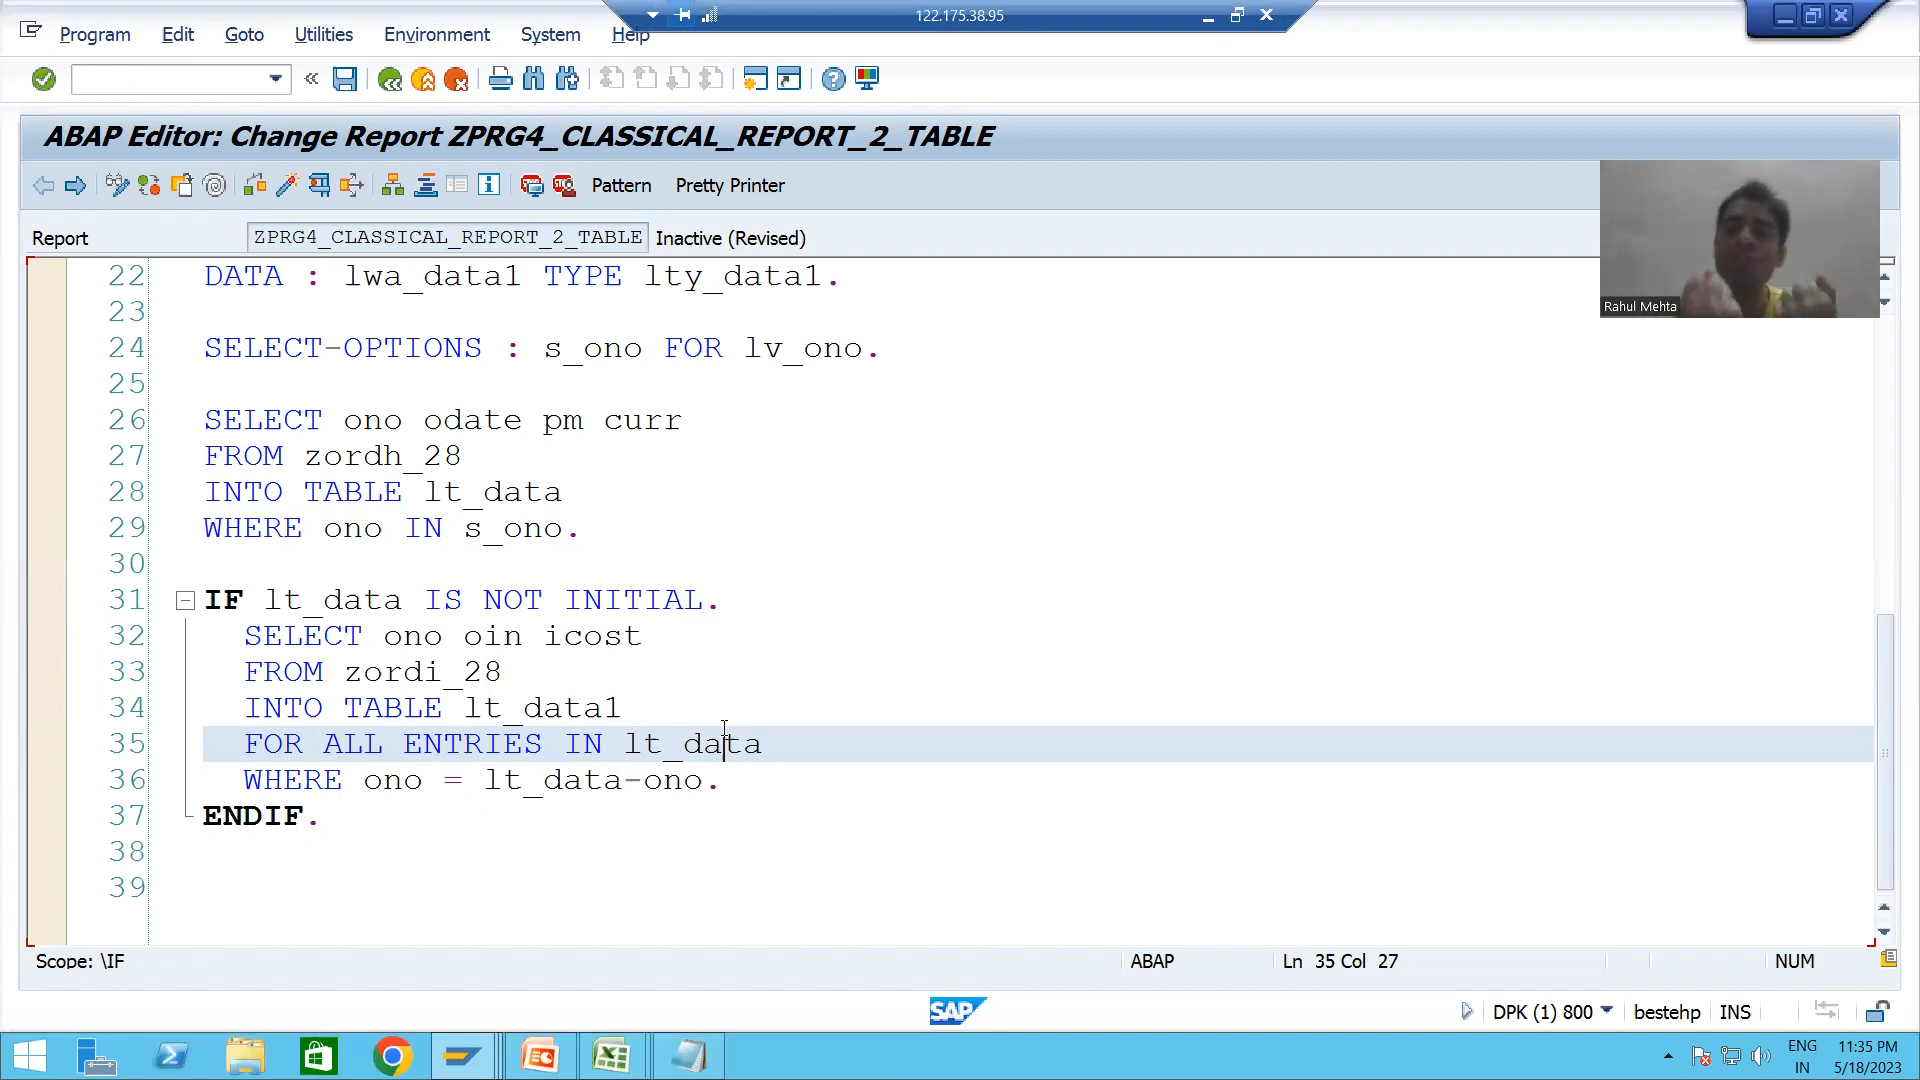 122.175.38.95
Program Edit Goto Utilities Environment System Help
ABAP Editor: Change Report ZPRG4_CLASSICAL_REPORT_2_TABLE
Pattern Pretty Printer
Report ZPRG4_CLASSICAL_REPORT_2_TABLE Inactive (Revised)
Rahul Mehta
22 DATA : lwa_data1 TYPE lty_data1.
23
24 SELECT-OPTIONS : s_ono FOR lv_ono.
25
26 SELECT ono odate pm curr
27 FROM zordh_28
28 INTO TABLE lt_data
29 WHERE ono IN s_ono.
30
31 IF lt_data IS NOT INITIAL.
32 SELECT ono oin icost
33 FROM zordi_28
34 INTO TABLE lt_data1
35 FOR ALL ENTRIES IN lt_data
36 WHERE ono = lt_data-ono.
37 ENDIF.
38
39
Scope: \IF ABAP Ln 35 Col 27 NUM
SAP DPK (1) 800 bestehp INS
ENG 11:35 PM
IN 5/18/2023